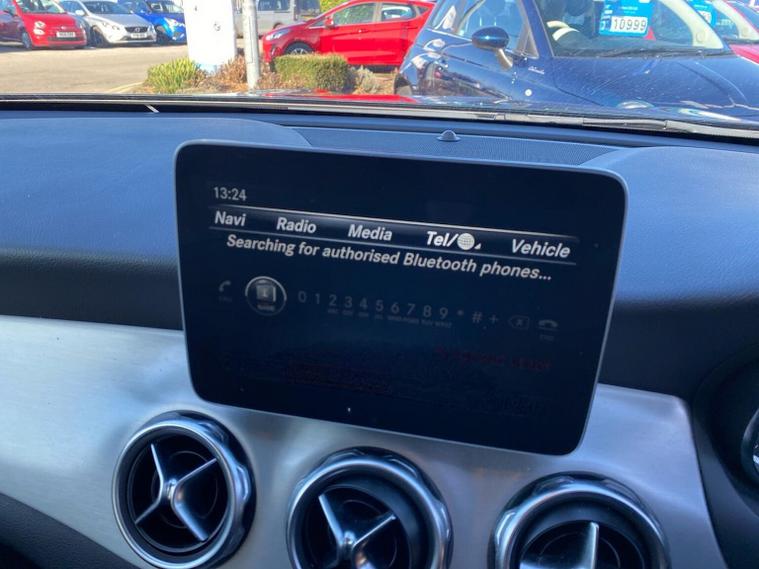 10999
13:24
Navi Radio Media Tel/ Vehicle
Searching for authorised Bluetooth phones...
0 1 2 3 4 5 6 7 8 9 * # +